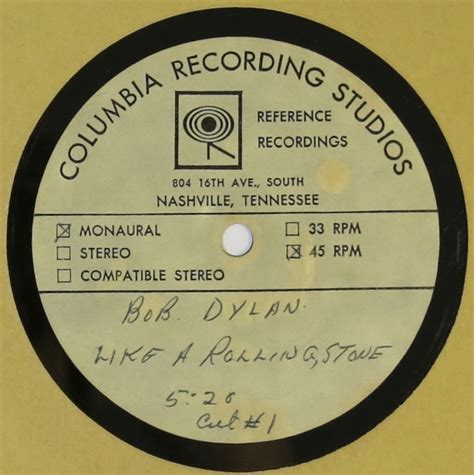 COLUMBIA RECORDING STUDIOS
REFERENCE
RECORDINGS
804 16TH AVE., SOUTH
NASHVILLE, TENNESSEE
☒ MONAURAL
☐ 33 RPM
☐ STEREO
☒ 45 RPM
☐ COMPATIBLE STEREO
BOB. DYLAN.
LIKE A ROLLING, STONE
5:20
Cut #1